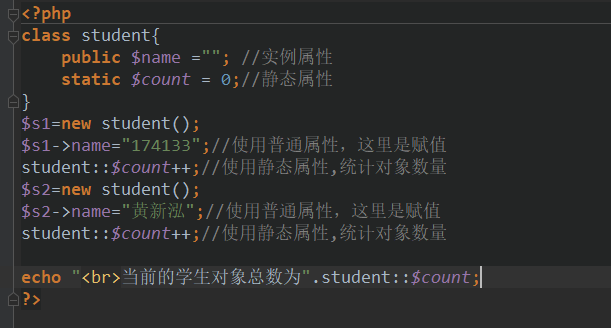 <?php
class student{
    public $name =""; //实例属性
    static $count = 0;//静态属性
}
$s1=new student();
$s1->name="174133";//使用普通属性，这里是赋值
student::$count++;//使用静态属性,统计对象数量
$s2=new student();
$s2->name="黄新泓";//使用普通属性，这里是赋值
student::$count++;//使用静态属性,统计对象数量
echo "<br>当前的学生对象总数为".student::$count;
?>